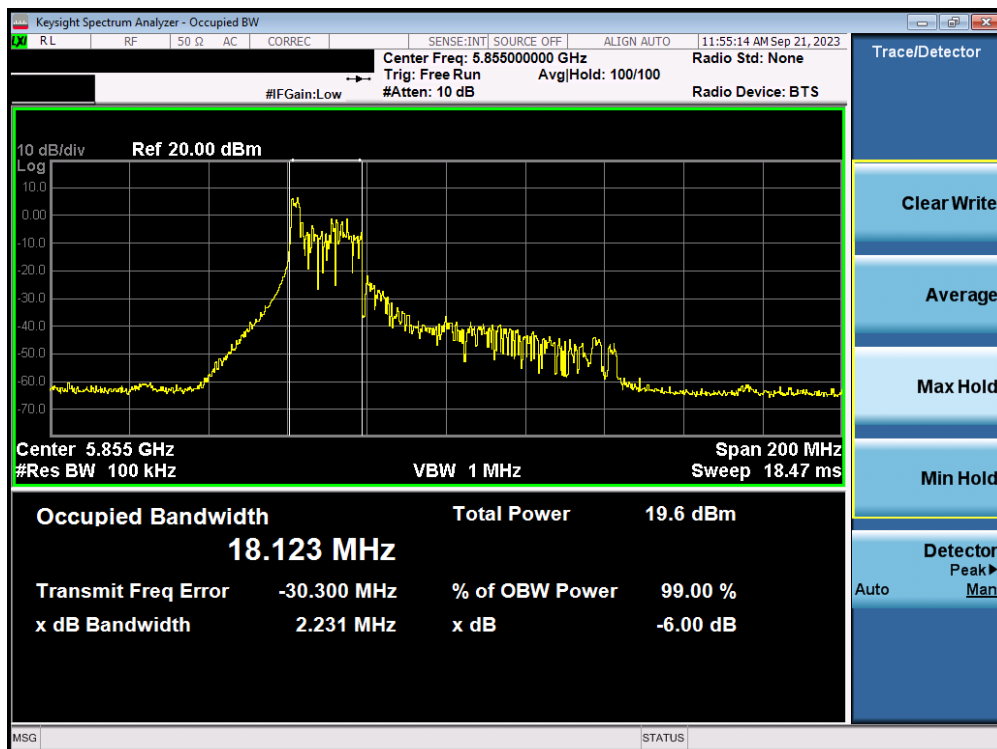 Keysight Spectrum Analyzer - Occupied BW
LXI RL RF 50 Ω AC CORREC SENSE:INT SOURCE OFF ALIGN AUTO 11:55:14 AM Sep 21, 2023
Center Freq: 5.855000000 GHz Radio Std: None
Trig: Free Run Avg|Hold: 100/100
#IFGain:Low #Atten: 10 dB Radio Device: BTS
10 dB/div Ref 20.00 dBm
Log
10.0
0.00
-10.0
-20.0
-30.0
-40.0
-50.0
-60.0
-70.0
Center 5.855 GHz Span 200 MHz
#Res BW 100 kHz VBW 1 MHz Sweep 18.47 ms
Occupied Bandwidth Total Power 19.6 dBm
18.123 MHz
Transmit Freq Error -30.300 MHz % of OBW Power 99.00 %
x dB Bandwidth 2.231 MHz x dB -6.00 dB
MSG STATUS
Trace/Detector
Clear Write
Average
Max Hold
Min Hold
Detector
Peak▶
Auto Man